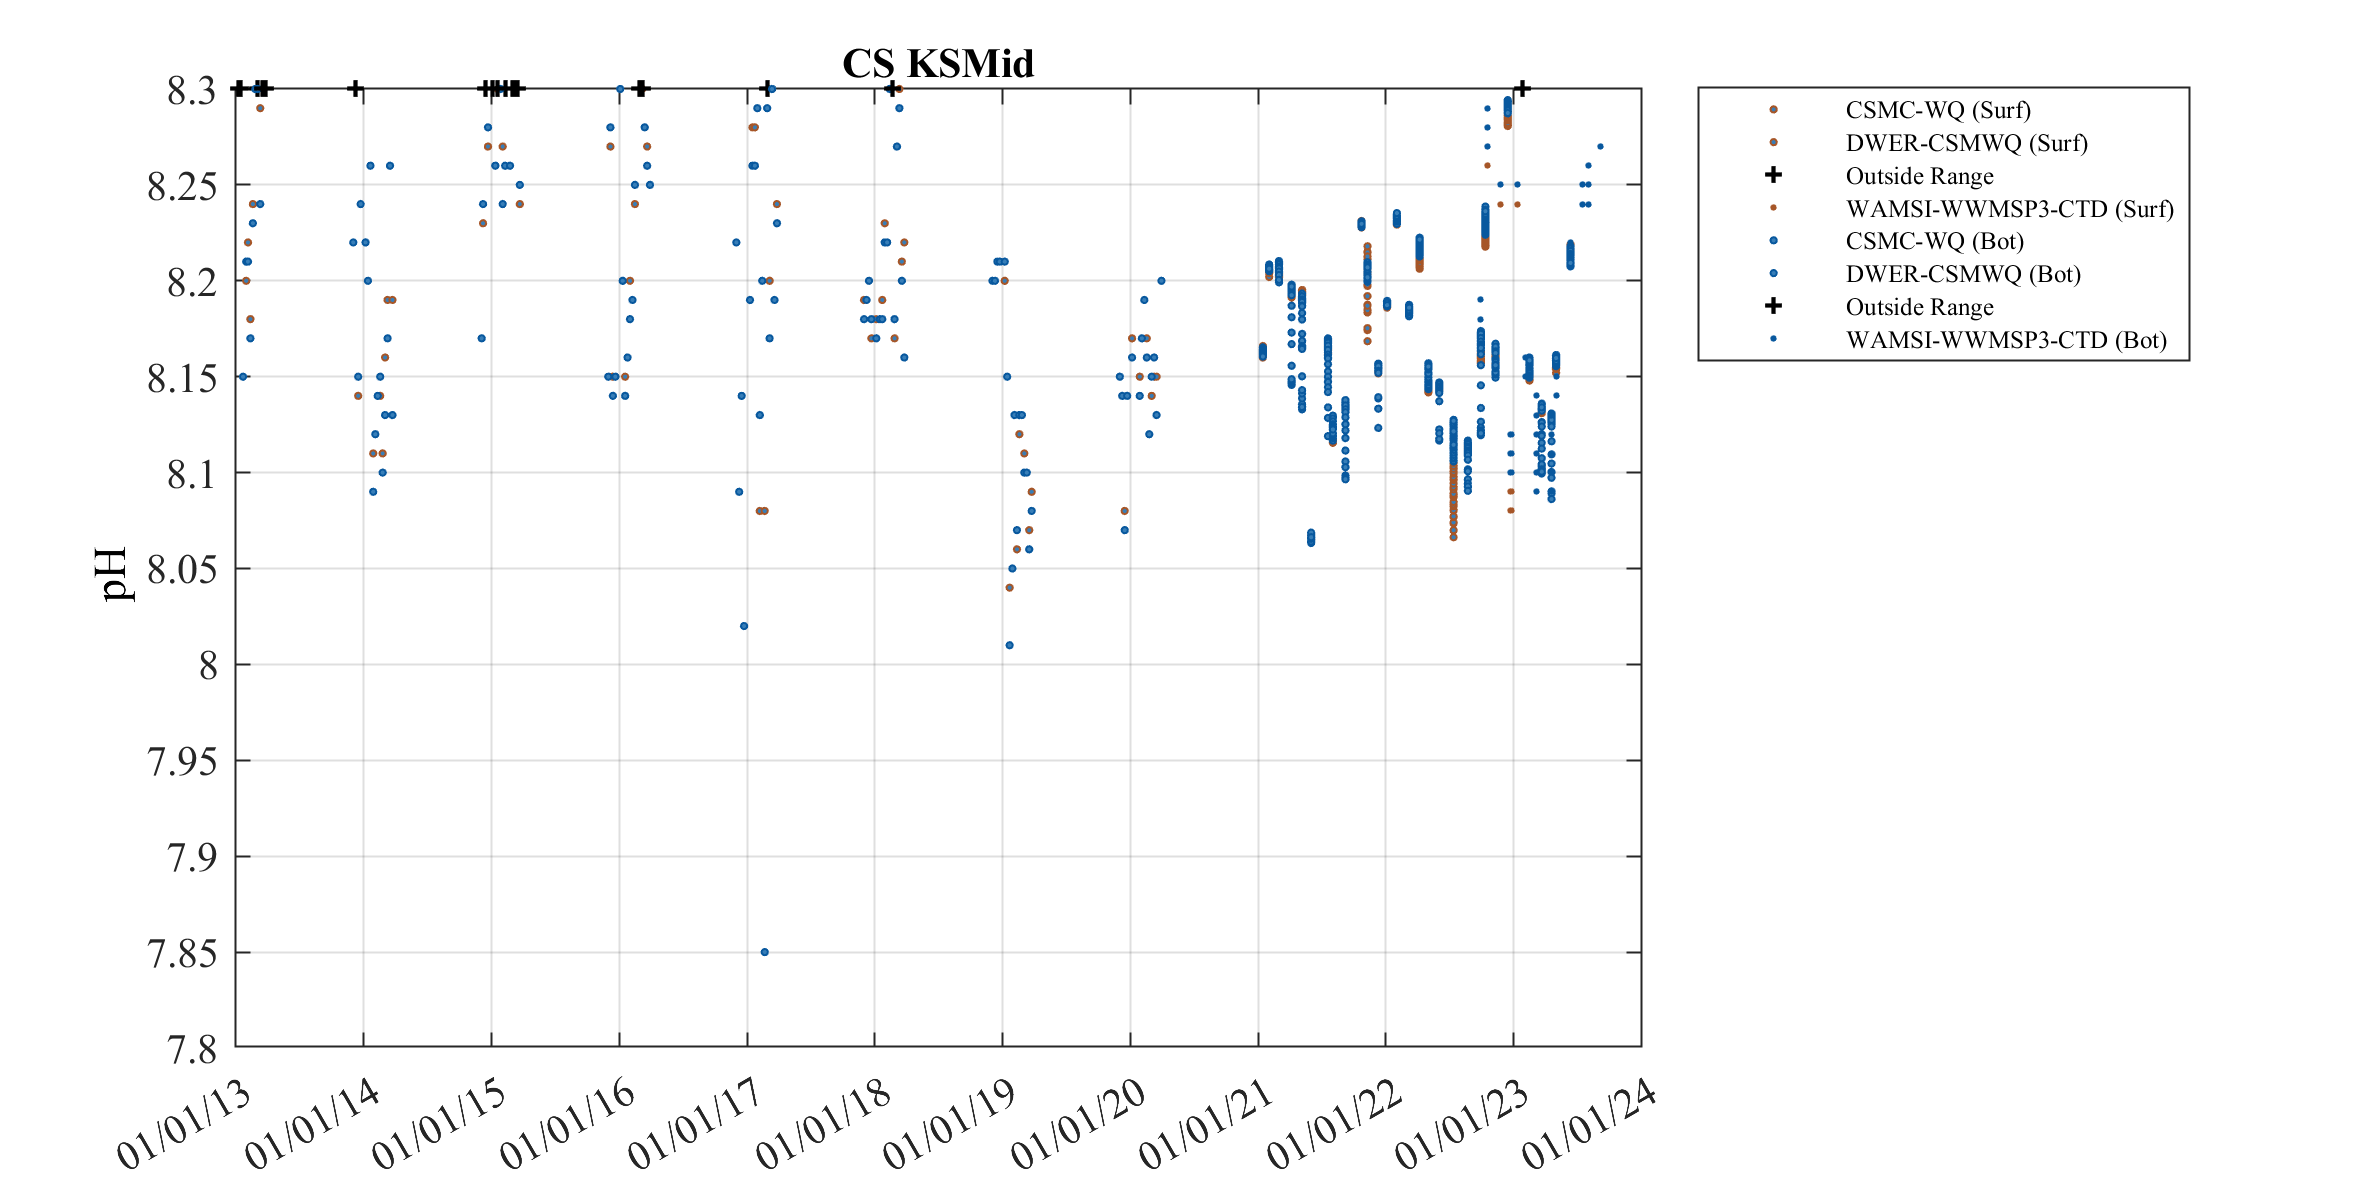 CS KSMid
8.3
8.25
8.2
8.15
8.1
8.05
8
7.95
7.9
7.85
7.8
pH
01/01/13
01/01/14
01/01/15
01/01/16
01/01/17
01/01/18
01/01/19
01/01/20
01/01/21
01/01/22
01/01/23
01/01/24
CSMC-WQ (Surf)
DWER-CSMWQ (Surf)
Outside Range
WAMSI-WWMSP3-CTD (Surf)
CSMC-WQ (Bot)
DWER-CSMWQ (Bot)
Outside Range
WAMSI-WWMSP3-CTD (Bot)